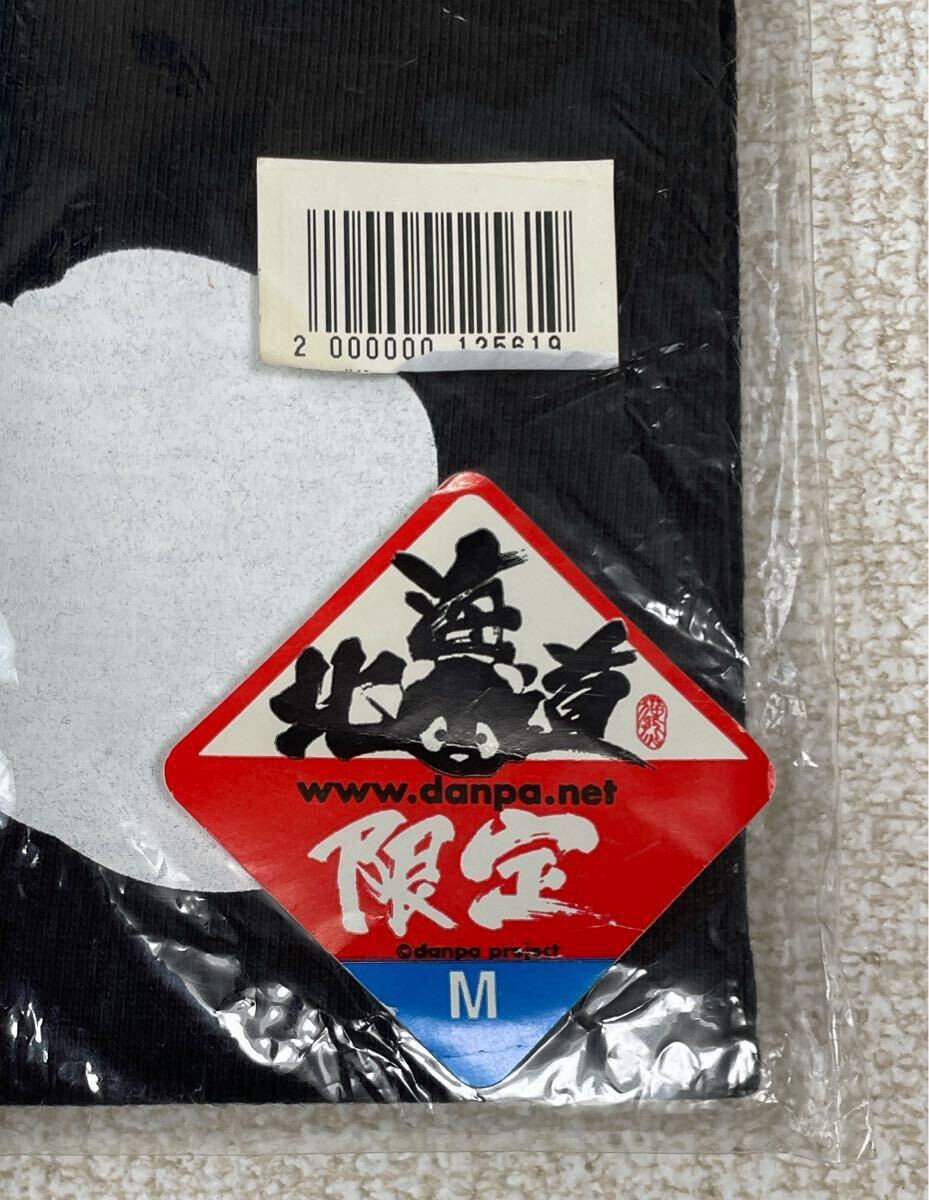 2 000000 125619
北海道
www.danpa.net
限定
©danpa project
M